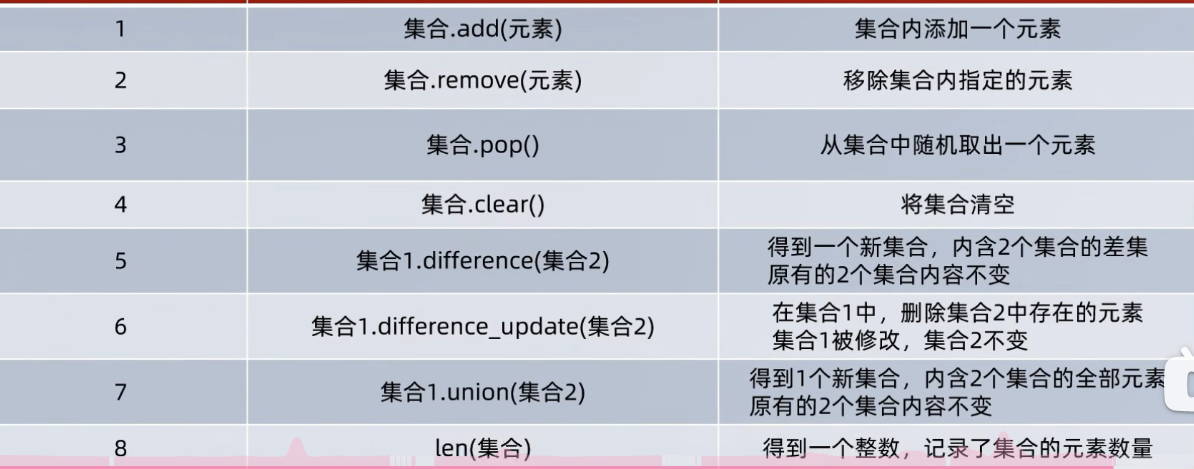 1 集合.add(元素) 集合内添加一个元素
2 集合.remove(元素) 移除集合内指定的元素
3 集合.pop() 从集合中随机取出一个元素
4 集合.clear() 将集合清空
5 集合1.difference(集合2) 得到一个新集合，内含2个集合的差集
原有的2个集合内容不变
6 集合1.difference_update(集合2) 在集合1中，删除集合2中存在的元素
集合1被修改，集合2不变
7 集合1.union(集合2) 得到1个新集合，内含2个集合的全部元素
原有的2个集合内容不变
8 len(集合) 得到一个整数，记录了集合的元素数量